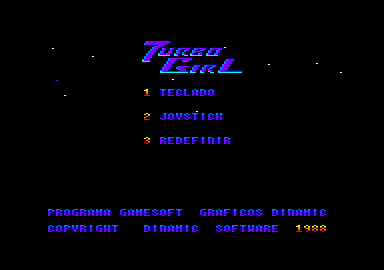 TURBO
GIRL
1 TECLADO
2 JOYSTICK
3 REDEFINIR
PROGRAMA GAMESOFT GRAFICOS DINAMIC
COPYRIGHT DINAMIC SOFTWARE 1988